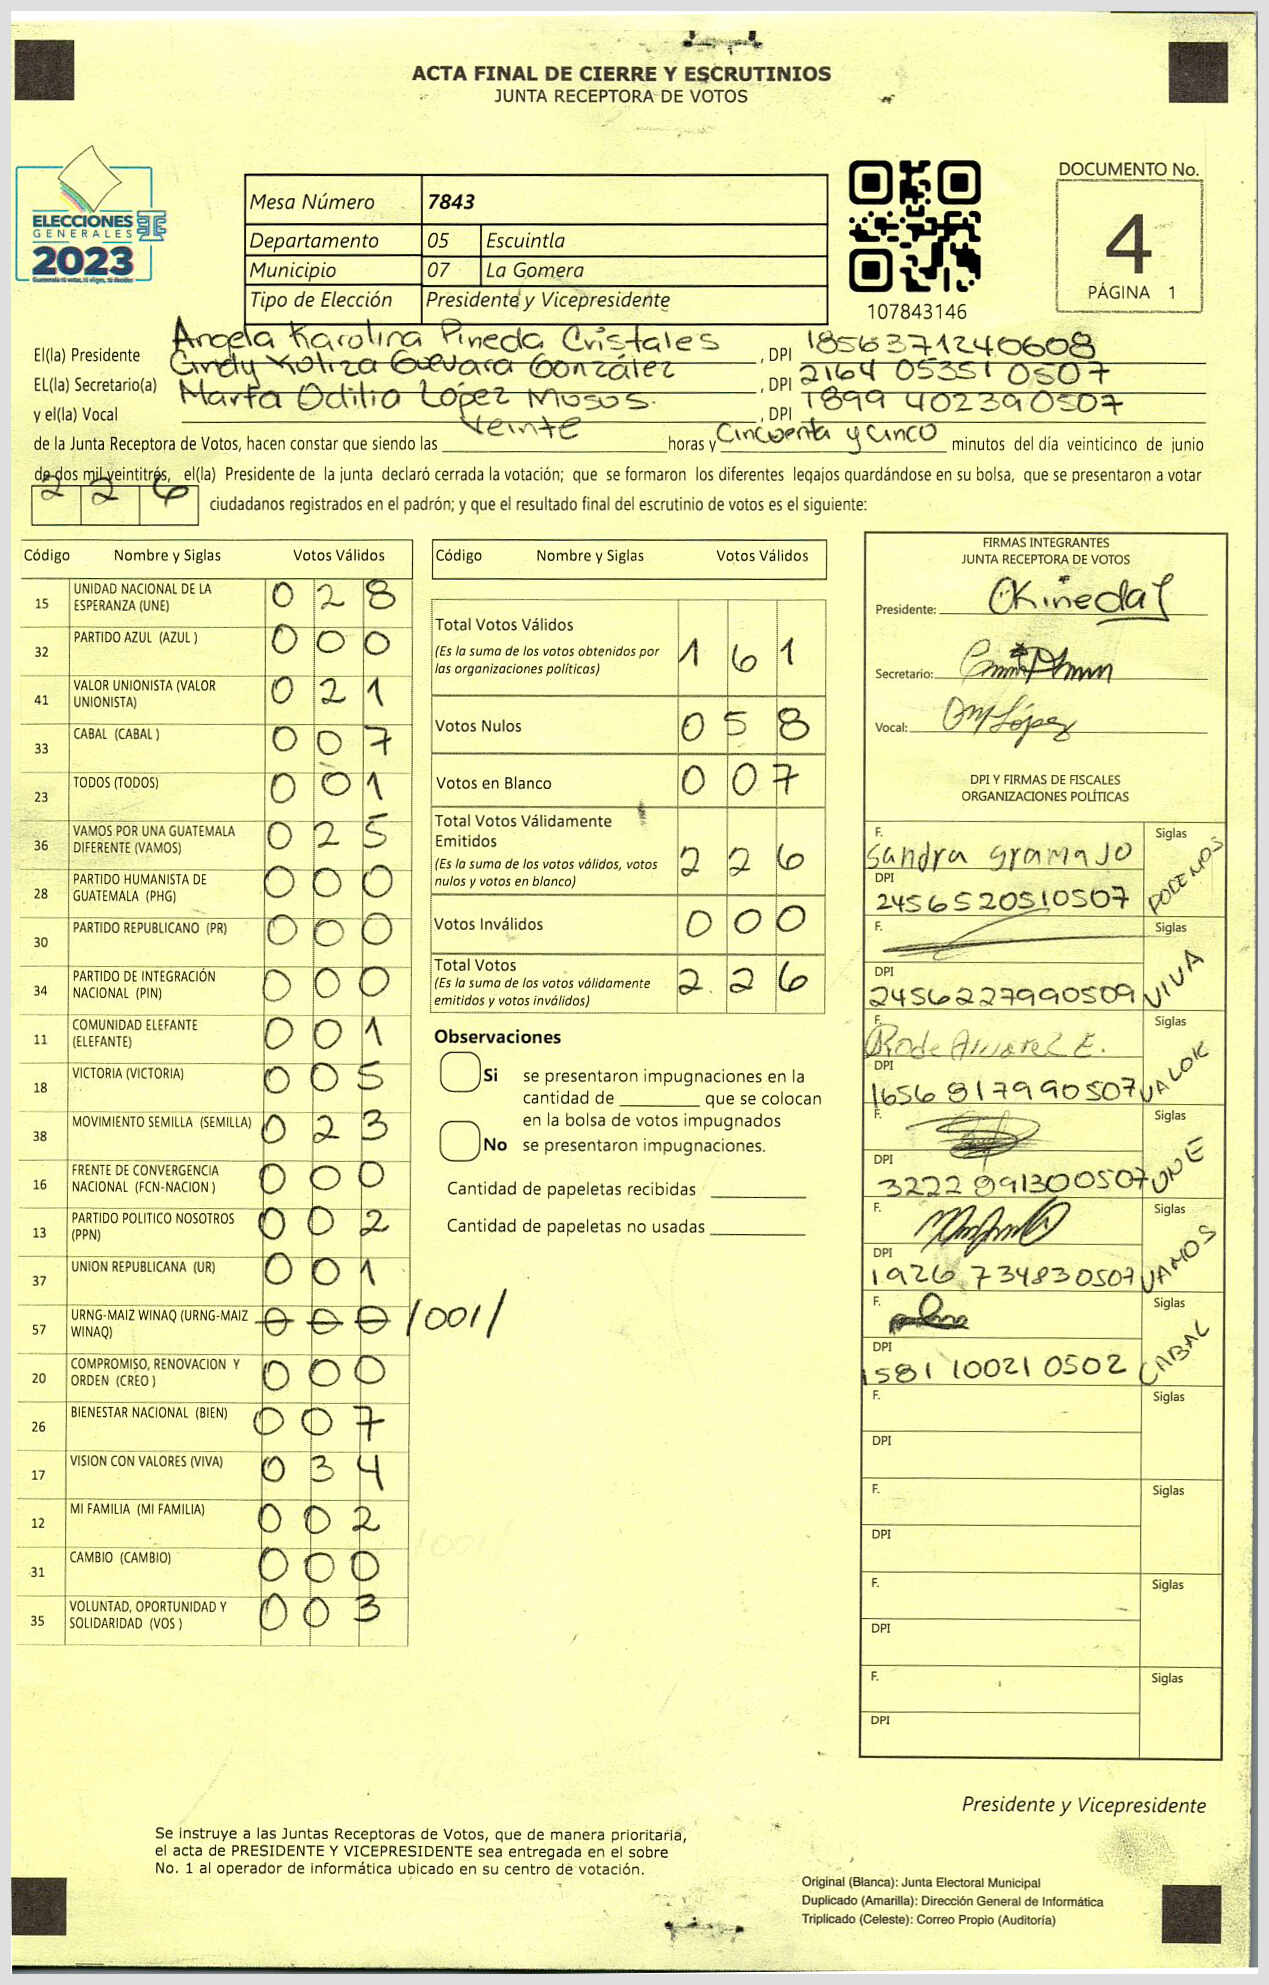 ACTA FINAL DE CIERRE Y ESCRUTINIOS
JUNTA RECEPTORA DE VOTOS
ELECCIONES
GENERALES
2023
Mesa Número 7843
Departamento 05 Escuintla
Municipio 07 La Gomera
Tipo de Elección Presidente y Vicepresidente
107843146
DOCUMENTO No.
4
PÁGINA 1
El(la) Presidente Angela Karolina Pineda Cristales, DPI 1856371240608
EL(la) Secretario(a) Cindy Guevara González, DPI 2164 05351 0507
y el(la) Vocal Marta Odilia López, DPI 1899 40239 0507
de la Junta Receptora de Votos, hacen constar que siendo las veinte horas y Cincuenta y cinco minutos del día veinticinco de junio
de dos mil veintitrés, el(la) Presidente de la junta declaró cerrada la votación; que se formaron los diferentes legajos guardándose en su bolsa, que se presentaron a votar
226 ciudadanos registrados en el padrón; y que el resultado final del escrutinio de votos es el siguiente:
Código Nombre y Siglas Votos Válidos
15 UNIDAD NACIONAL DE LA ESPERANZA (UNE) 0 2 8
32 PARTIDO AZUL (AZUL ) 0 0 0
41 VALOR UNIONISTA (VALOR UNIONISTA) 0 2 1
33 CABAL (CABAL ) 0 0 7
23 TODOS (TODOS) 0 0 1
36 VAMOS POR UNA GUATEMALA DIFERENTE (VAMOS) 0 2 5
28 PARTIDO HUMANISTA DE GUATEMALA (PHG) 0 0 0
30 PARTIDO REPUBLICANO (PR) 0 0 0
34 PARTIDO DE INTEGRACIÓN NACIONAL (PIN) 0 0 0
11 COMUNIDAD ELEFANTE (ELEFANTE) 0 0 1
18 VICTORIA (VICTORIA) 0 0 5
38 MOVIMIENTO SEMILLA (SEMILLA) 0 2 3
16 FRENTE DE CONVERGENCIA NACIONAL (FCN-NACION ) 0 0 0
13 PARTIDO POLITICO NOSOTROS (PPN) 0 0 2
37 UNION REPUBLICANA (UR) 0 0 1
57 URNG-MAIZ WINAQ (URNG-MAIZ WINAQ) 0 0 0 /001/
20 COMPROMISO, RENOVACION Y ORDEN (CREO ) 0 0 0
26 BIENESTAR NACIONAL (BIEN) 0 0 7
17 VISION CON VALORES (VIVA) 0 3 4
12 MI FAMILIA (MI FAMILIA) 0 0 2
31 CAMBIO (CAMBIO) 0 0 0
35 VOLUNTAD, OPORTUNIDAD Y SOLIDARIDAD (VOS ) 0 0 3
Código Nombre y Siglas Votos Válidos
Total Votos Válidos 1 6 1
(Es la suma de los votos obtenidos por
las organizaciones políticas)
Votos Nulos 0 5 8
Votos en Blanco 0 0 7
Total Votos Válidamente
Emitidos 2 2 6
(Es la suma de los votos válidos, votos
nulos y votos en blanco)
Votos Inválidos 0 0 0
Total Votos 2 2 6
(Es la suma de los votos válidamente
emitidos y votos inválidos)
Observaciones
Si se presentaron impugnaciones en la
cantidad de ________ que se colocan
en la bolsa de votos impugnados
No se presentaron impugnaciones.
Cantidad de papeletas recibidas ________
Cantidad de papeletas no usadas ________
FIRMAS INTEGRANTES
JUNTA RECEPTORA DE VOTOS
Presidente:
Secretario:
Vocal: López
DPI Y FIRMAS DE FISCALES
ORGANIZACIONES POLÍTICAS
F. Sandra Gramajo Siglas PODEMOS
DPI 2456520510507
F. Siglas VIVA
DPI 2456227990509
F. Siglas VALOR
DPI 1656 817990507
F. Siglas UNE
DPI 3222 891300507
F. Siglas VAMOS
DPI 1926 734830507
F. Siglas CABAL
DPI 1581 10021 0502
F. Siglas
DPI
F. Siglas
DPI
F. Siglas
DPI
F. Siglas
DPI
Presidente y Vicepresidente
Se instruye a las Juntas Receptoras de Votos, que de manera prioritaria,
el acta de PRESIDENTE Y VICEPRESIDENTE sea entregada en el sobre
No. 1 al operador de informática ubicado en su centro de votación.
Original (Blanca): Junta Electoral Municipal
Duplicado (Amarilla): Dirección General de Informática
Triplicado (Celeste): Correo Propio (Auditoría)